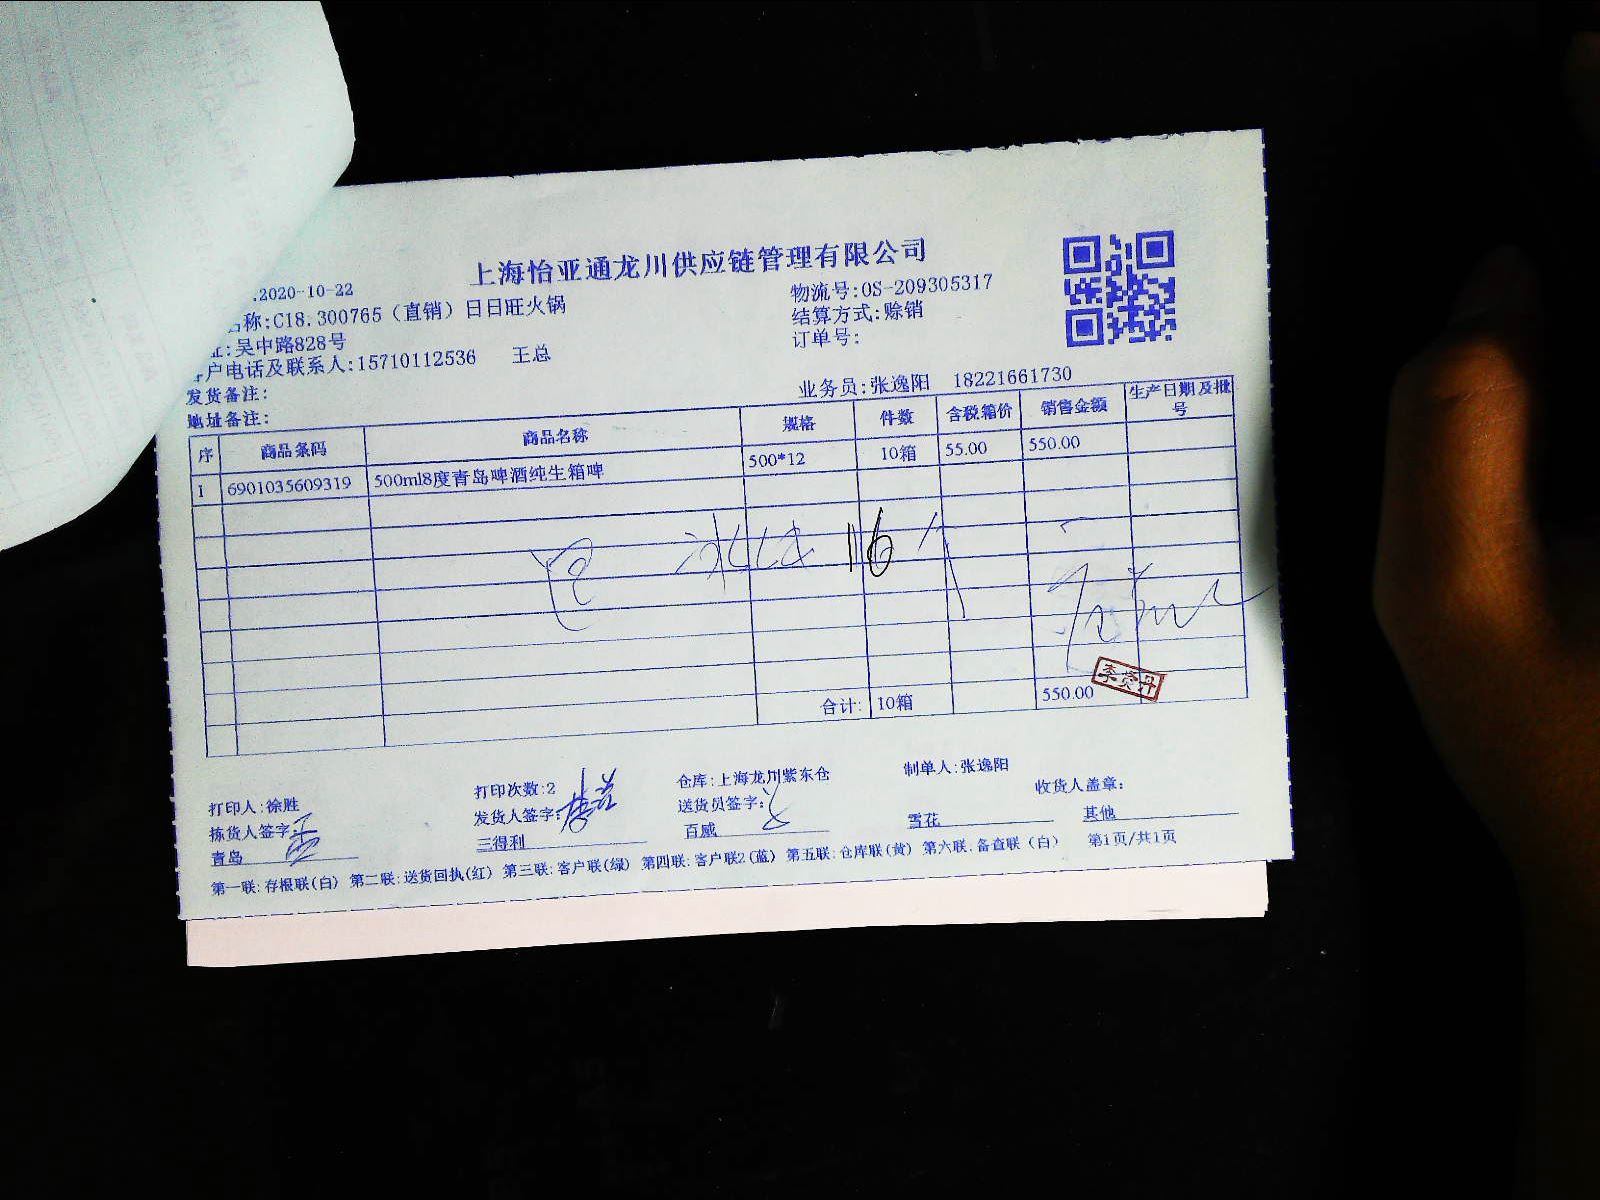 上海怡亚通龙川供应链管理有限公司
.2020-10-22
名称:C18.300765（直销）日日旺火锅
物流号:OS-209305317
址:吴中路828号
结算方式:赊销
户电话及联系人:15710112536 王总
订单号:
发货备注:
业务员:张逸阳 18221661730
地址备注:
序 商品条码 商品名称 规格 件数 含税箱价 销售金额 生产日期及批号
1 6901035609319 500ml8度青岛啤酒纯生箱啤 500*12 10箱 55.00 550.00
16个
合计: 10箱 550.00
打印人:徐胜 打印次数:2 仓库:上海龙川紫东仓 制单人:张逸阳
拣货人签字: 发货人签字: 送货员签字: 收货人盖章:
青岛 三得利 百威 雪花 其他
第一联:存根联(白) 第二联:送货回执(红) 第三联:客户联(绿) 第四联:客户联2(蓝) 第五联:仓库联(黄) 第六联:备查联（白） 第1页/共1页